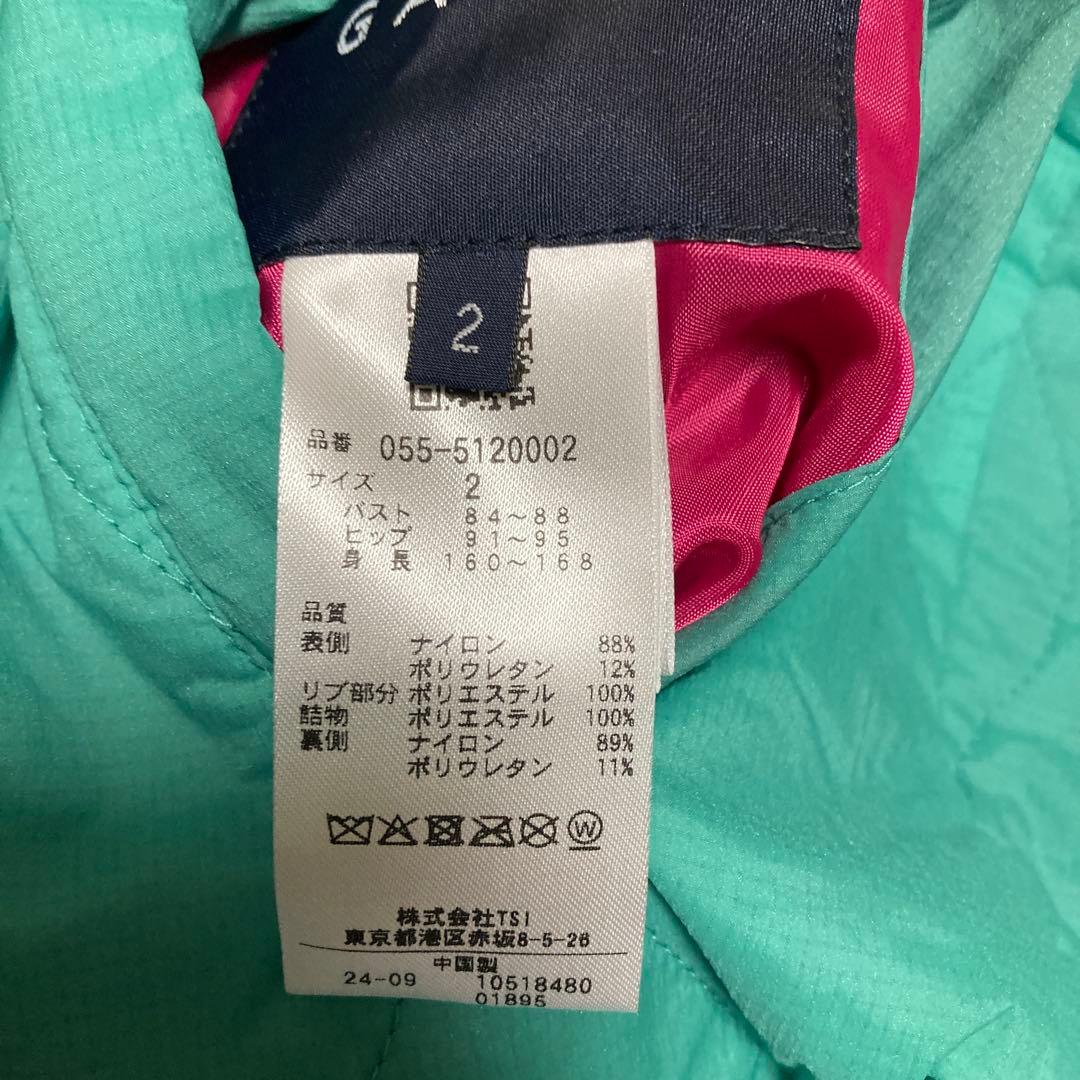 2
品番 055-5120002
サイズ 2
バスト 84～88
ヒップ 91～95
身長 160～168
品質
表側 ナイロン 88%
ポリウレタン 12%
リブ部分 ポリエステル 100%
詰物 ポリエステル 100%
裏側 ナイロン 89%
ポリウレタン 11%
W
株式会社TSI
東京都港区赤坂8-5-26
中国製
24-09 10518480
01895